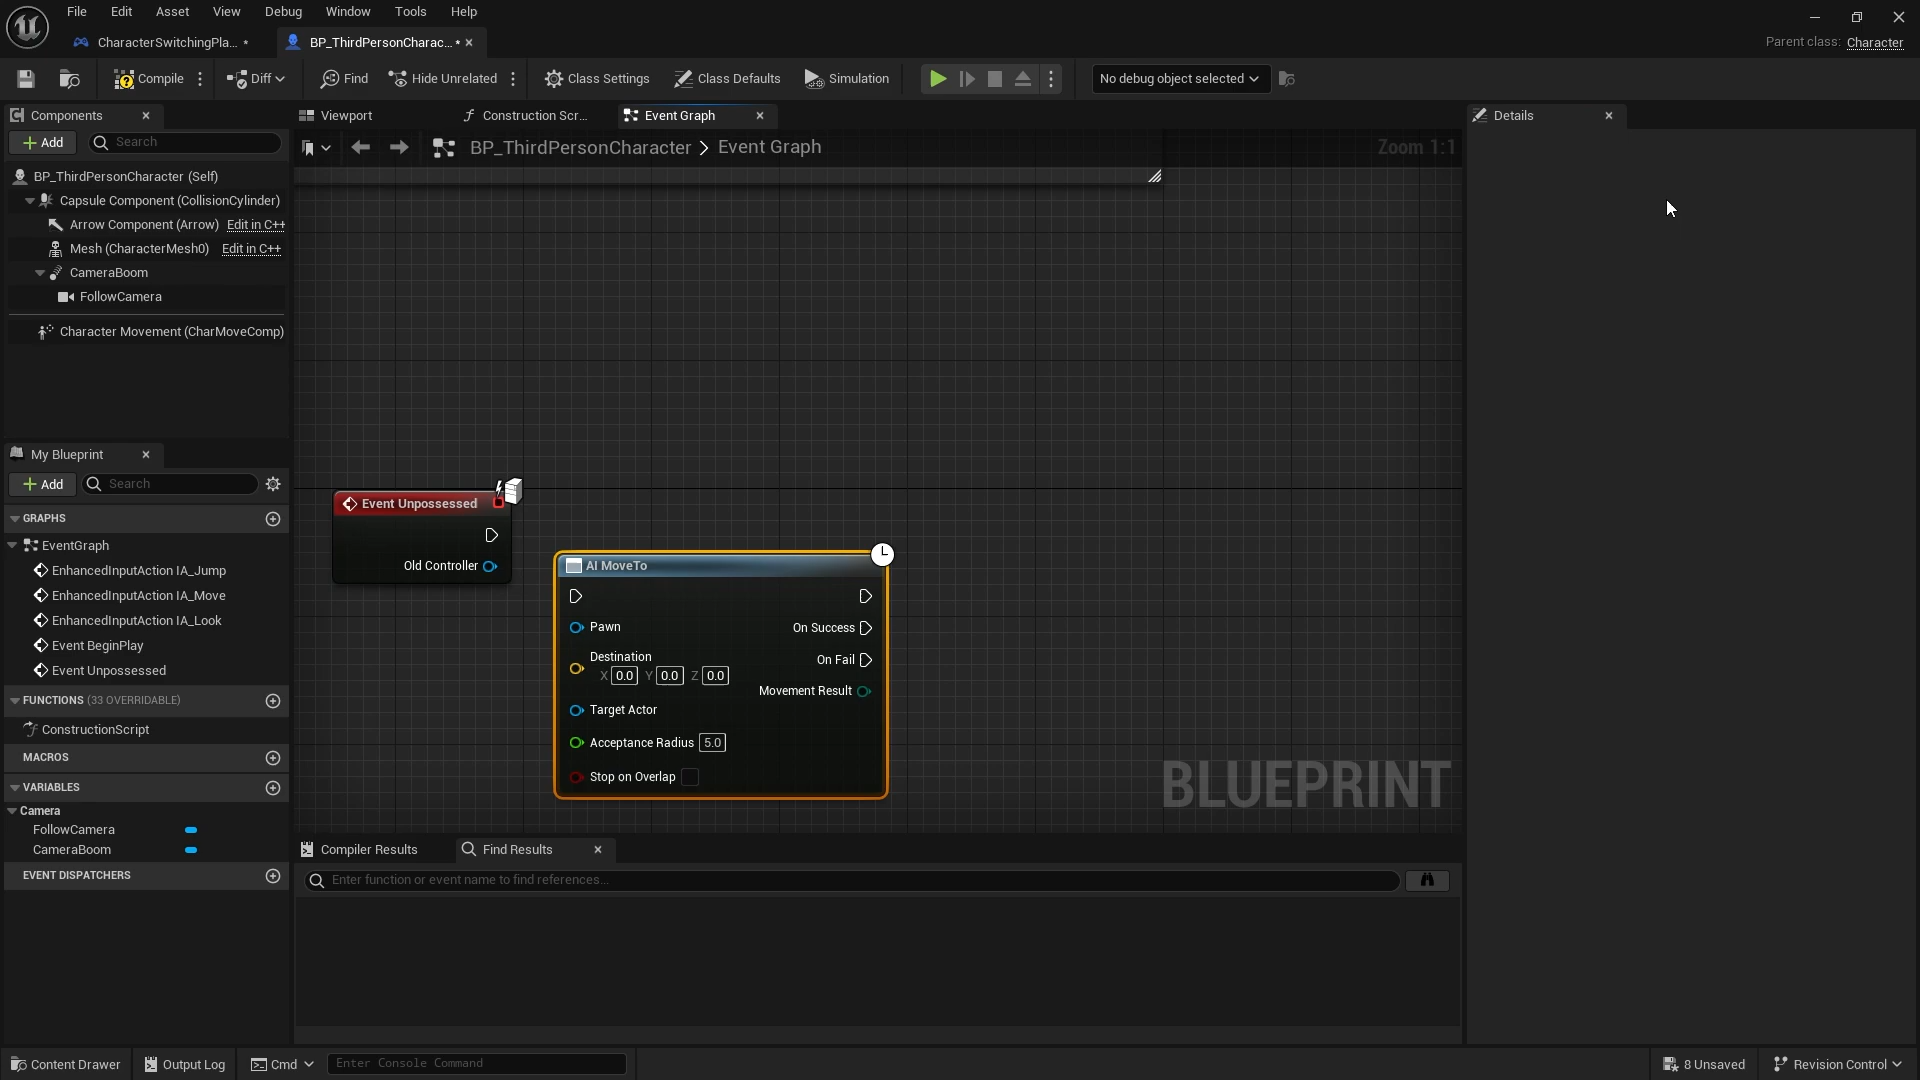 File Edit Asset View Debug Window Tools Help
CharacterSwitchingPla... *
BP_ThirdPersonCharac... *
Parent class: Character
Compile
Diff
Find
Hide Unrelated
Class Settings
Class Defaults
Simulation
No debug object selected
Components
Add
Search
BP_ThirdPersonCharacter (Self)
Capsule Component (CollisionCylinder)
Arrow Component (Arrow) Edit in C++
Mesh (CharacterMesh0) Edit in C++
CameraBoom
FollowCamera
Character Movement (CharMoveComp)
My Blueprint
Add
Search
GRAPHS
EventGraph
EnhancedInputAction IA_Jump
EnhancedInputAction IA_Move
EnhancedInputAction IA_Look
Event BeginPlay
Event Unpossessed
FUNCTIONS (33 OVERRIDABLE)
ConstructionScript
MACROS
VARIABLES
Camera
FollowCamera
CameraBoom
EVENT DISPATCHERS
Viewport
Construction Scr...
Event Graph
BP_ThirdPersonCharacter > Event Graph
Zoom 1:1
Event Unpossessed
Old Controller
AI MoveTo
Pawn
On Success
Destination
X 0.0 Y 0.0 Z 0.0
On Fail
Movement Result
Target Actor
Acceptance Radius 5.0
Stop on Overlap
BLUEPRINT
Compiler Results
Find Results
Enter function or event name to find references...
Details
Content Drawer
Output Log
Cmd
Enter Console Command
8 Unsaved
Revision Control